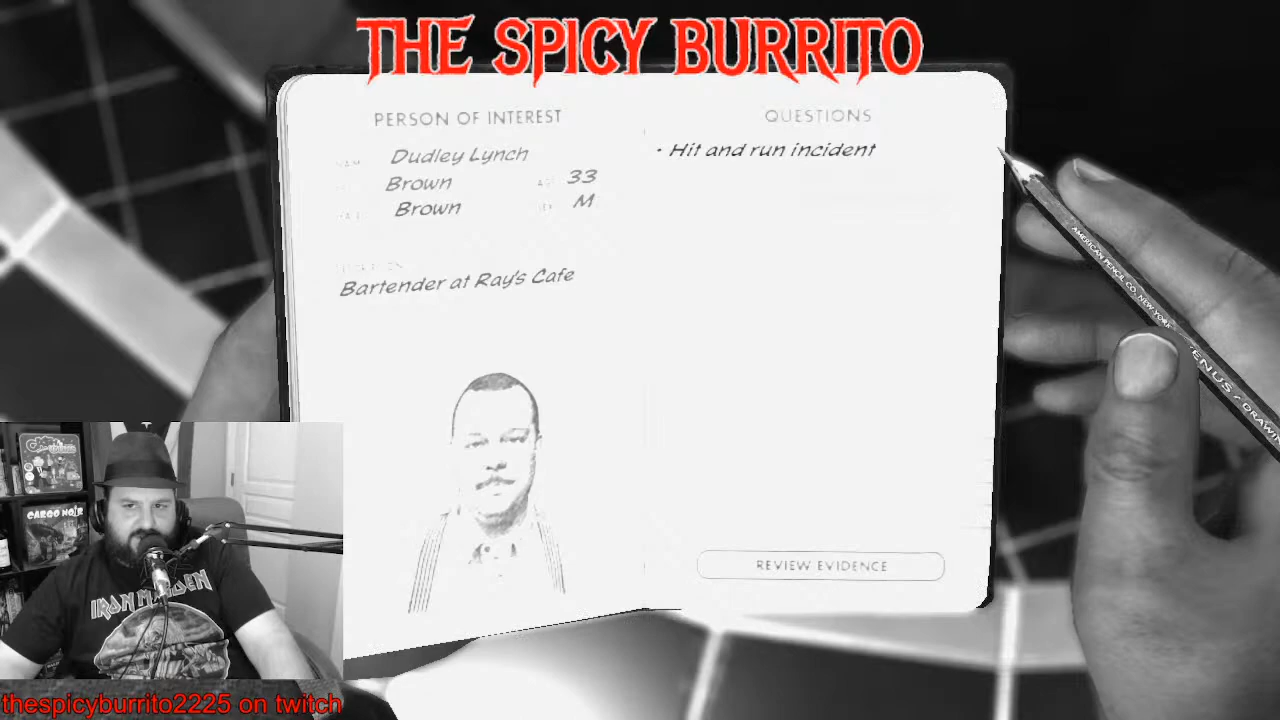 THE SPICY BURRITO
PERSON OF INTEREST
Dudley Lynch
Brown
33
Brown
M
Bartender at Ray's Cafe
QUESTIONS
• Hit and run incident
REVIEW EVIDENCE
AMERICAN PENCIL CO. NEW YORK
VENUS
CARGO NOIR
IRON MAIDEN
thespicyburrito2225 on twitch